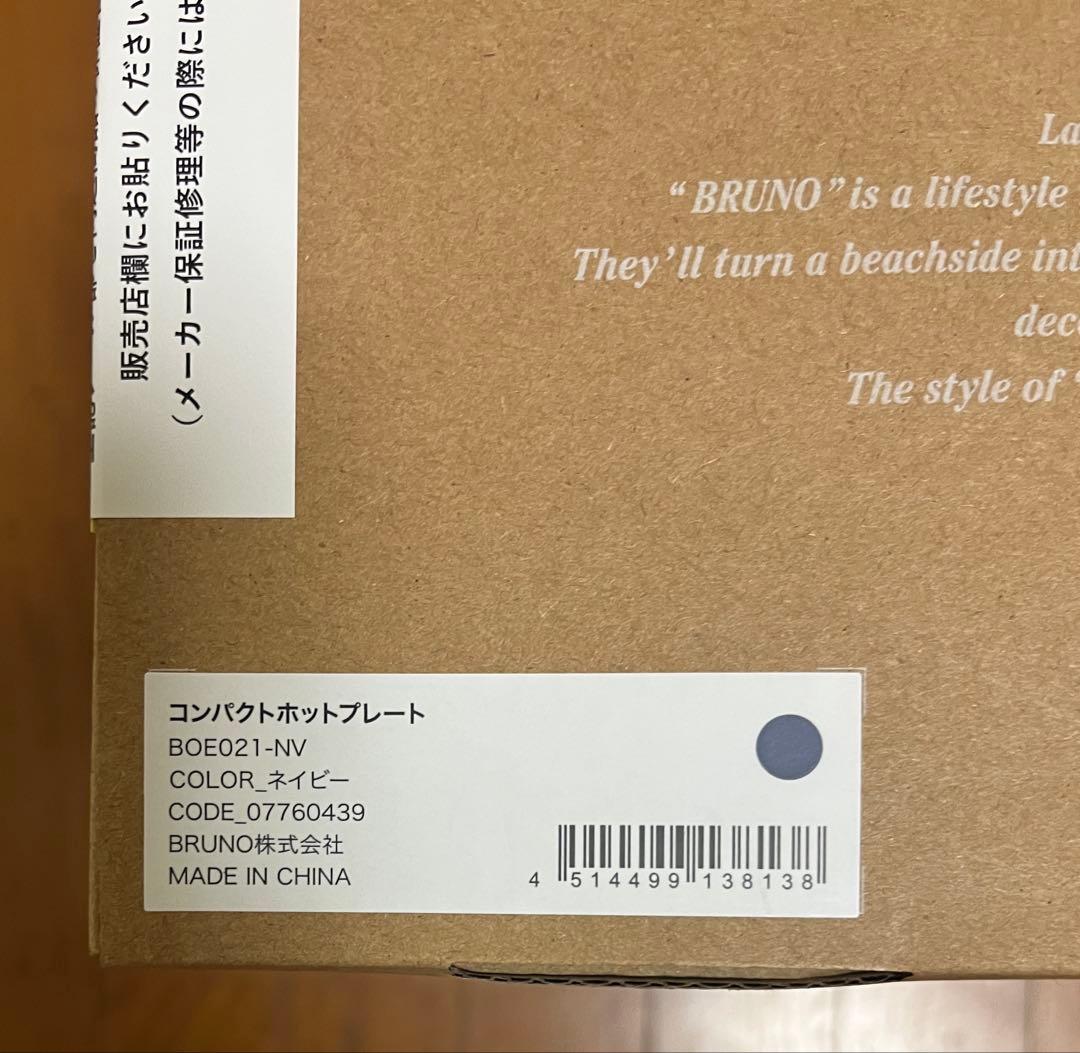 販売店欄にお貼りください
(メーカー保証修理等の際には
La
“BRUNO” is a lifestyle
They’ll turn a beachside int
deco
The style of “
コンパクトホットプレート
BOE021-NV
COLOR_ネイビー
CODE_07760439
BRUNO株式会社
MADE IN CHINA
4 514499 138138